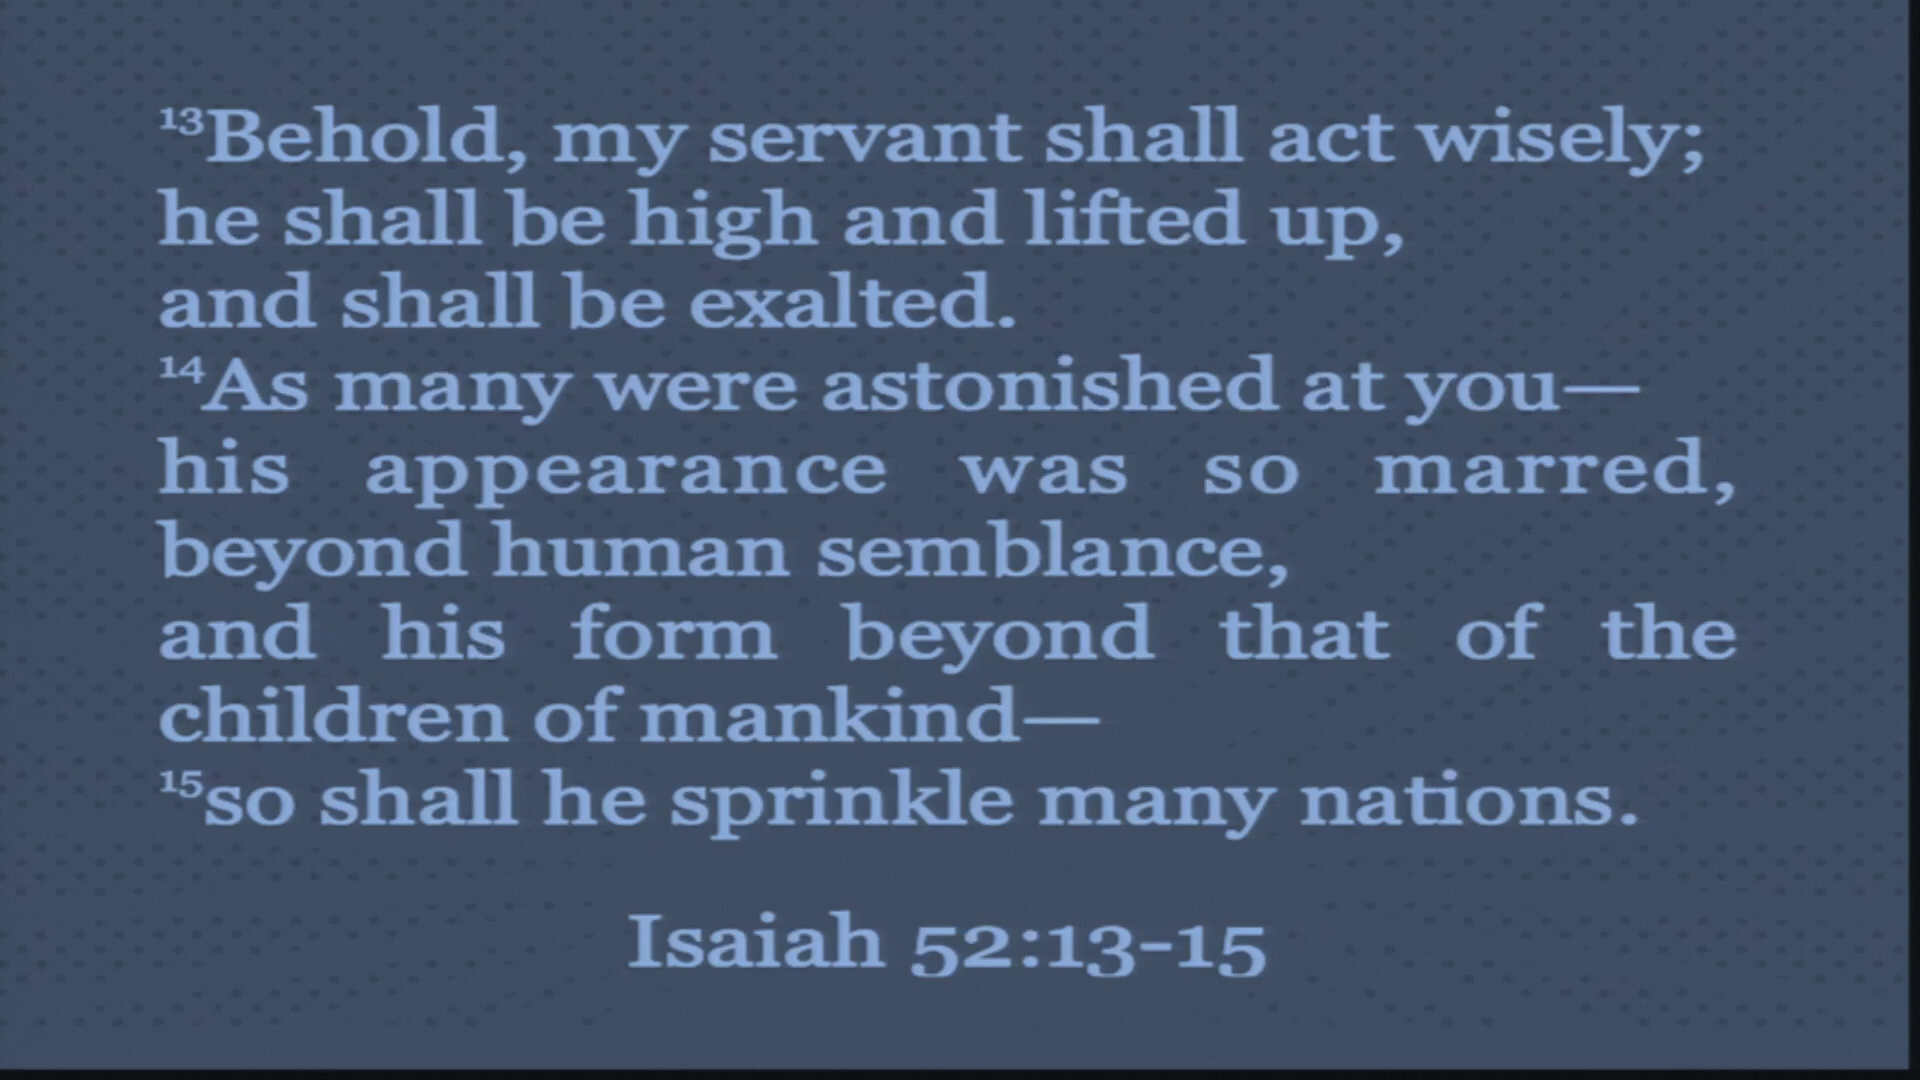 ¹³Behold, my servant shall act wisely;
he shall be high and lifted up,
and shall be exalted.
¹⁴As many were astonished at you—
his appearance was so marred,
beyond human semblance,
and his form beyond that of the
children of mankind—
¹⁵so shall he sprinkle many nations.
Isaiah 52:13-15